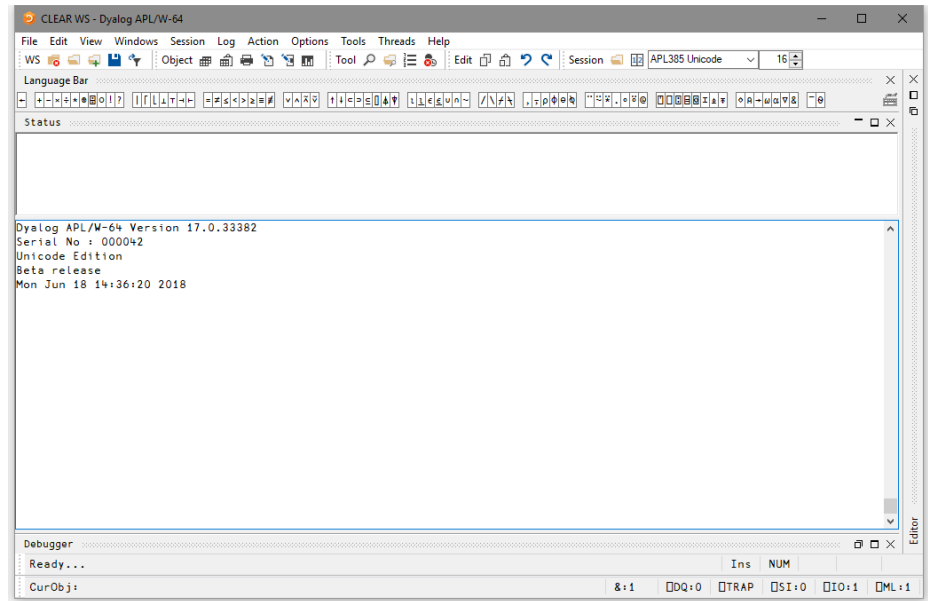 CLEAR WS - Dyalog APL/W-64
File Edit View Windows Session Log Action Options Tools Threads Help
WS Object Tool Edit Session APL385 Unicode 16
Language Bar
← + - × ÷ * ⍟ ⌹ ○ ! ? | ⌈ ⌊ ⊥ ⊤ ⊣ ⊢ = ≠ ≤ < > ≥ ≡ ≢ ∨ ∧ ⍲ ⍱ ↑ ↓ ⊂ ⊃ ⊆ ⌷ ⍋ ⍒ ⍳ ⍸ ∊ ⍷ ∪ ∩ ~ / \ ⌿ ⍀ , ⍪ ⍴ ⌽ ⊖ ⍉ ¨ ⍨ ⍣ . ∘ ⍤ @ ⍞ ⎕ ⍠ ⌸ ⌺ ⌶ ⍎ ⍕ ⋄ ⍝ → ⍵ ⍺ ∇ & ¯ ⍬
Status
Dyalog APL/W-64 Version 17.0.33382
Serial No : 000042
Unicode Edition
Beta release
Mon Jun 18 14:36:20 2018
Editor
Debugger
Ready... Ins NUM
CurObj: &:1 ⎕DQ:0 ⎕TRAP ⎕SI:0 ⎕IO:1 ⎕ML:1